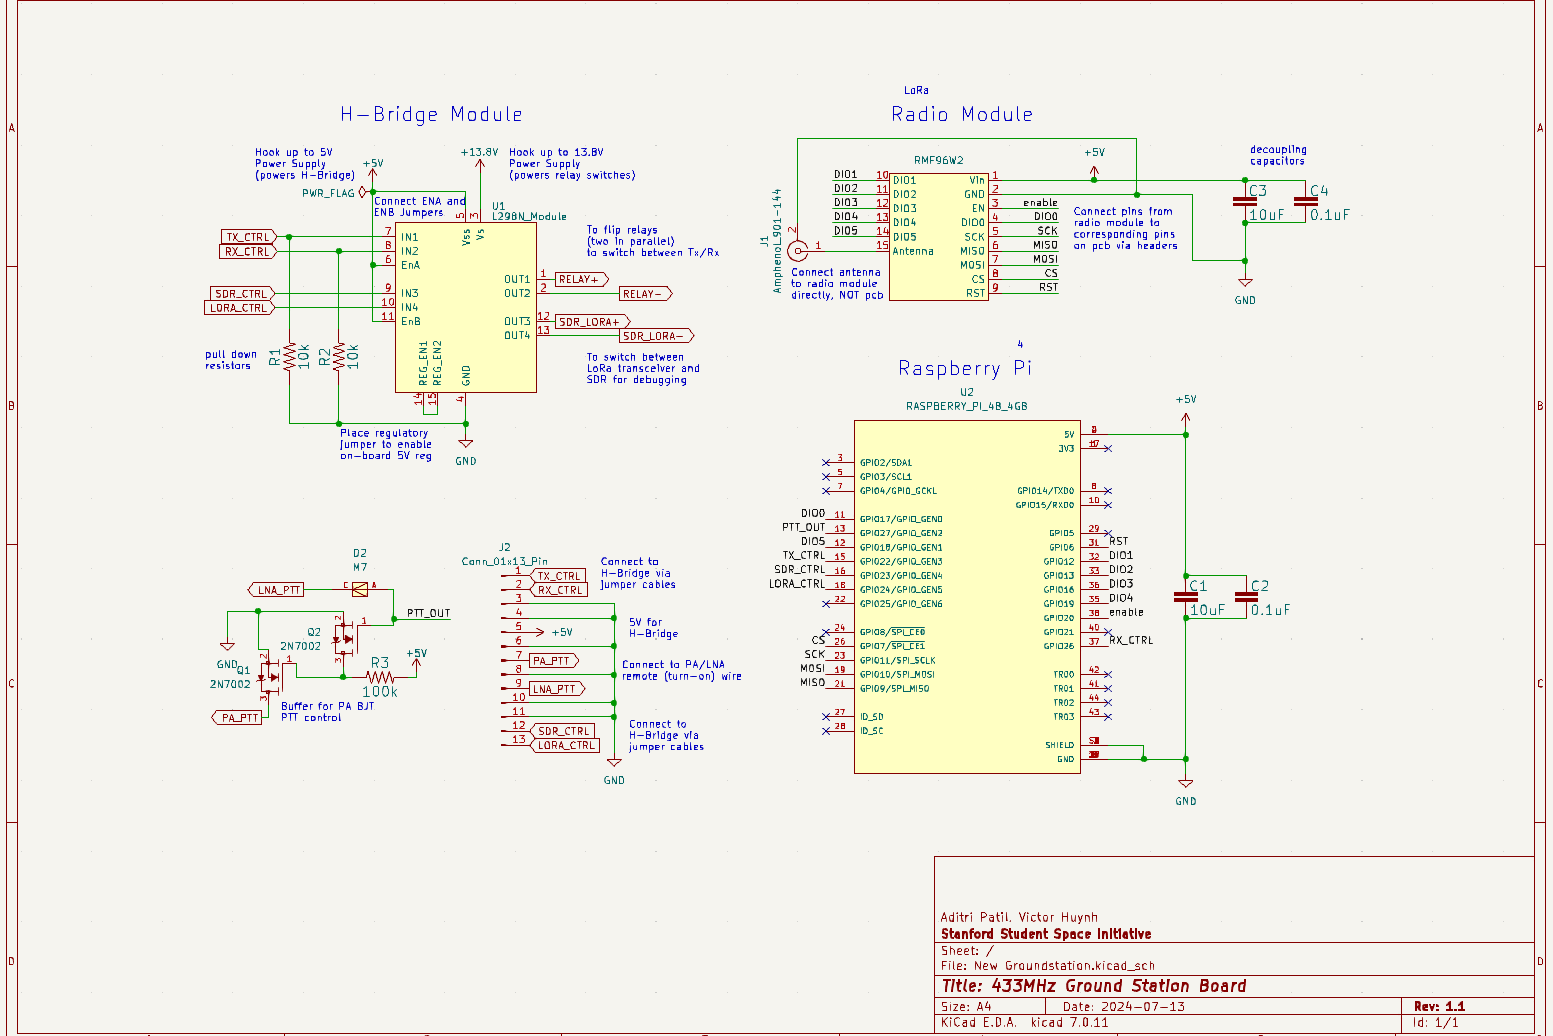 LoRa
H-Bridge Module
Radio Module
Hook up to 5V
Power Supply
(powers H-Bridge)
+5V
PWR_FLAG
Connect ENA and
ENB Jumpers
+13.8V
Hook up to 13.8V
Power Supply
(powers relay switches)
U1
L298N_Module
5
3
Vss
Vs
TX_CTRL
7
IN1
RX_CTRL
8
IN2
6
EnA
SDR_CTRL
9
IN3
LORA_CTRL
10
IN4
11
EnB
OUT1
1
RELAY+
OUT2
2
RELAY-
OUT3
12
SDR_LORA+
OUT4
13
SDR_LORA-
To flip relays
(two in parallel)
to switch between Tx/Rx
To switch between
LoRa transceiver and
SDR for debugging
pull down
resistors
R1
10k
R2
10k
REG_EN1
REG_EN2
GND
14
15
4
Place regulatory
jumper to enable
on-board 5V reg
GND
RMF96W2
+5V
decoupling
capacitors
DIO1
10
DIO1
DIO2
11
DIO2
DIO3
12
DIO3
DIO4
13
DIO4
DIO5
14
DIO5
15
Antenna
Vin
1
GND
2
EN
3
enable
DIO0
4
DIO0
SCK
5
SCK
MISO
6
MISO
MOSI
7
MOSI
CS
8
CS
RST
9
RST
J1
Amphenol_901-144
2
1
Connect antenna
to radio module
directly, NOT pcb
Connect pins from
radio module to
corresponding pins
on pcb via headers
C3
10uF
C4
0.1uF
GND
4
Raspberry Pi
U2
RASPBERRY_PI_4B_4GB
+5V
5V
3V3
17
3
GPIO2/SDA1
5
GPIO3/SCL1
7
GPIO4/GPIO_GCKL
DIO0
11
GPIO17/GPIO_GEN0
PTT_OUT
13
GPIO27/GPIO_GEN2
DIO5
12
GPIO18/GPIO_GEN1
TX_CTRL
15
GPIO22/GPIO_GEN3
SDR_CTRL
16
GPIO23/GPIO_GEN4
LORA_CTRL
18
GPIO24/GPIO_GEN5
22
GPIO25/GPIO_GEN6
24
GPIO8/SPI_CE0
CS
26
GPIO7/SPI_CE1
SCK
23
GPIO11/SPI_SCLK
MOSI
19
GPIO10/SPI_MOSI
MISO
21
GPIO9/SPI_MISO
27
ID_SD
28
ID_SC
GPIO14/TXD0
8
GPIO15/RXD0
10
GPIO5
29
GPIO6
31
RST
GPIO12
32
DIO1
GPIO13
33
DIO2
GPIO16
36
DIO3
GPIO19
35
DIO4
GPIO20
38
enable
GPIO21
40
GPIO26
37
RX_CTRL
TR00
42
TR01
41
TR02
44
TR03
43
SHIELD
GND
C1
10uF
C2
0.1uF
GND
D2
M7
C
A
LNA_PTT
PTT_OUT
Q2
2N7002
2
1
3
GND
Q1
2N7002
2
1
3
R3
100k
+5V
PA_PTT
Buffer for PA BJT
PTT control
J2
Conn_01x13_Pin
1
TX_CTRL
2
RX_CTRL
3
4
5
+5V
6
7
PA_PTT
8
9
LNA_PTT
10
11
12
SDR_CTRL
13
LORA_CTRL
GND
Connect to
H-Bridge via
jumper cables
5V for
H-Bridge
Connect to PA/LNA
remote (turn-on) wire
Connect to
H-Bridge via
jumper cables
A
B
C
D
A
B
C
D
Aditri Patil, Victor Huynh
Stanford Student Space Initiative
Sheet: /
File: New Groundstation.kicad_sch
Title: 433MHz Ground Station Board
Size: A4
Date: 2024-07-13
Rev: 1.1
KiCad E.D.A. kicad 7.0.11
Id: 1/1